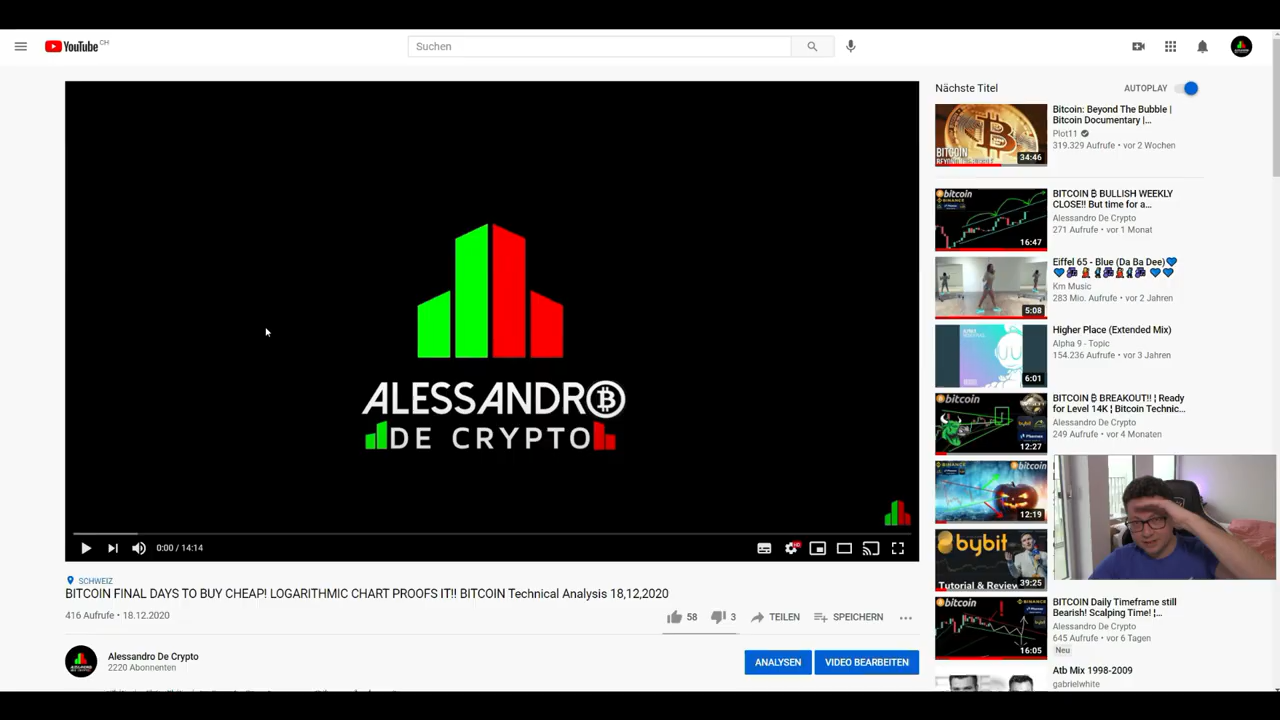 YouTube CH
Suchen
ALESSANDRO
DE CRYPTO
0:00 / 14:14
SCHWEIZ
BITCOIN FINAL DAYS TO BUY CHEAP! LOGARITHMIC CHART PROOFS IT!! BITCOIN Technical Analysis 18,12,2020
416 Aufrufe • 18.12.2020
58
3
TEILEN
SPEICHERN
Alessandro De Crypto
2220 Abonnenten
ANALYSEN
VIDEO BEARBEITEN
Nächste Titel
AUTOPLAY
BITCOIN
34:46
Bitcoin: Beyond The Bubble |
Bitcoin Documentary |...
Plot11
319.329 Aufrufe • vor 2 Wochen
bitcoin
BINANCE
16:47
BITCOIN ₿ BULLISH WEEKLY
CLOSE!! But time for a...
Alessandro De Crypto
271 Aufrufe • vor 1 Monat
5:08
Eiffel 65 - Blue (Da Ba Dee)
Km Music
283 Mio. Aufrufe • vor 2 Jahren
6:01
Higher Place (Extended Mix)
Alpha 9 - Topic
154.236 Aufrufe • vor 3 Jahren
bitcoin
12:27
BITCOIN ₿ BREAKOUT!! ¦ Ready
for Level 14K ¦ Bitcoin Technic...
Alessandro De Crypto
249 Aufrufe • vor 4 Monaten
BINANCE
bitcoin
12:19
bybit
Tutorial & Review
39:25
bitcoin
16:05
BITCOIN Daily Timeframe still
Bearish! Scalping Time! ¦...
Alessandro De Crypto
645 Aufrufe • vor 6 Tagen
Neu
Atb Mix 1998-2009
gabrielwhite